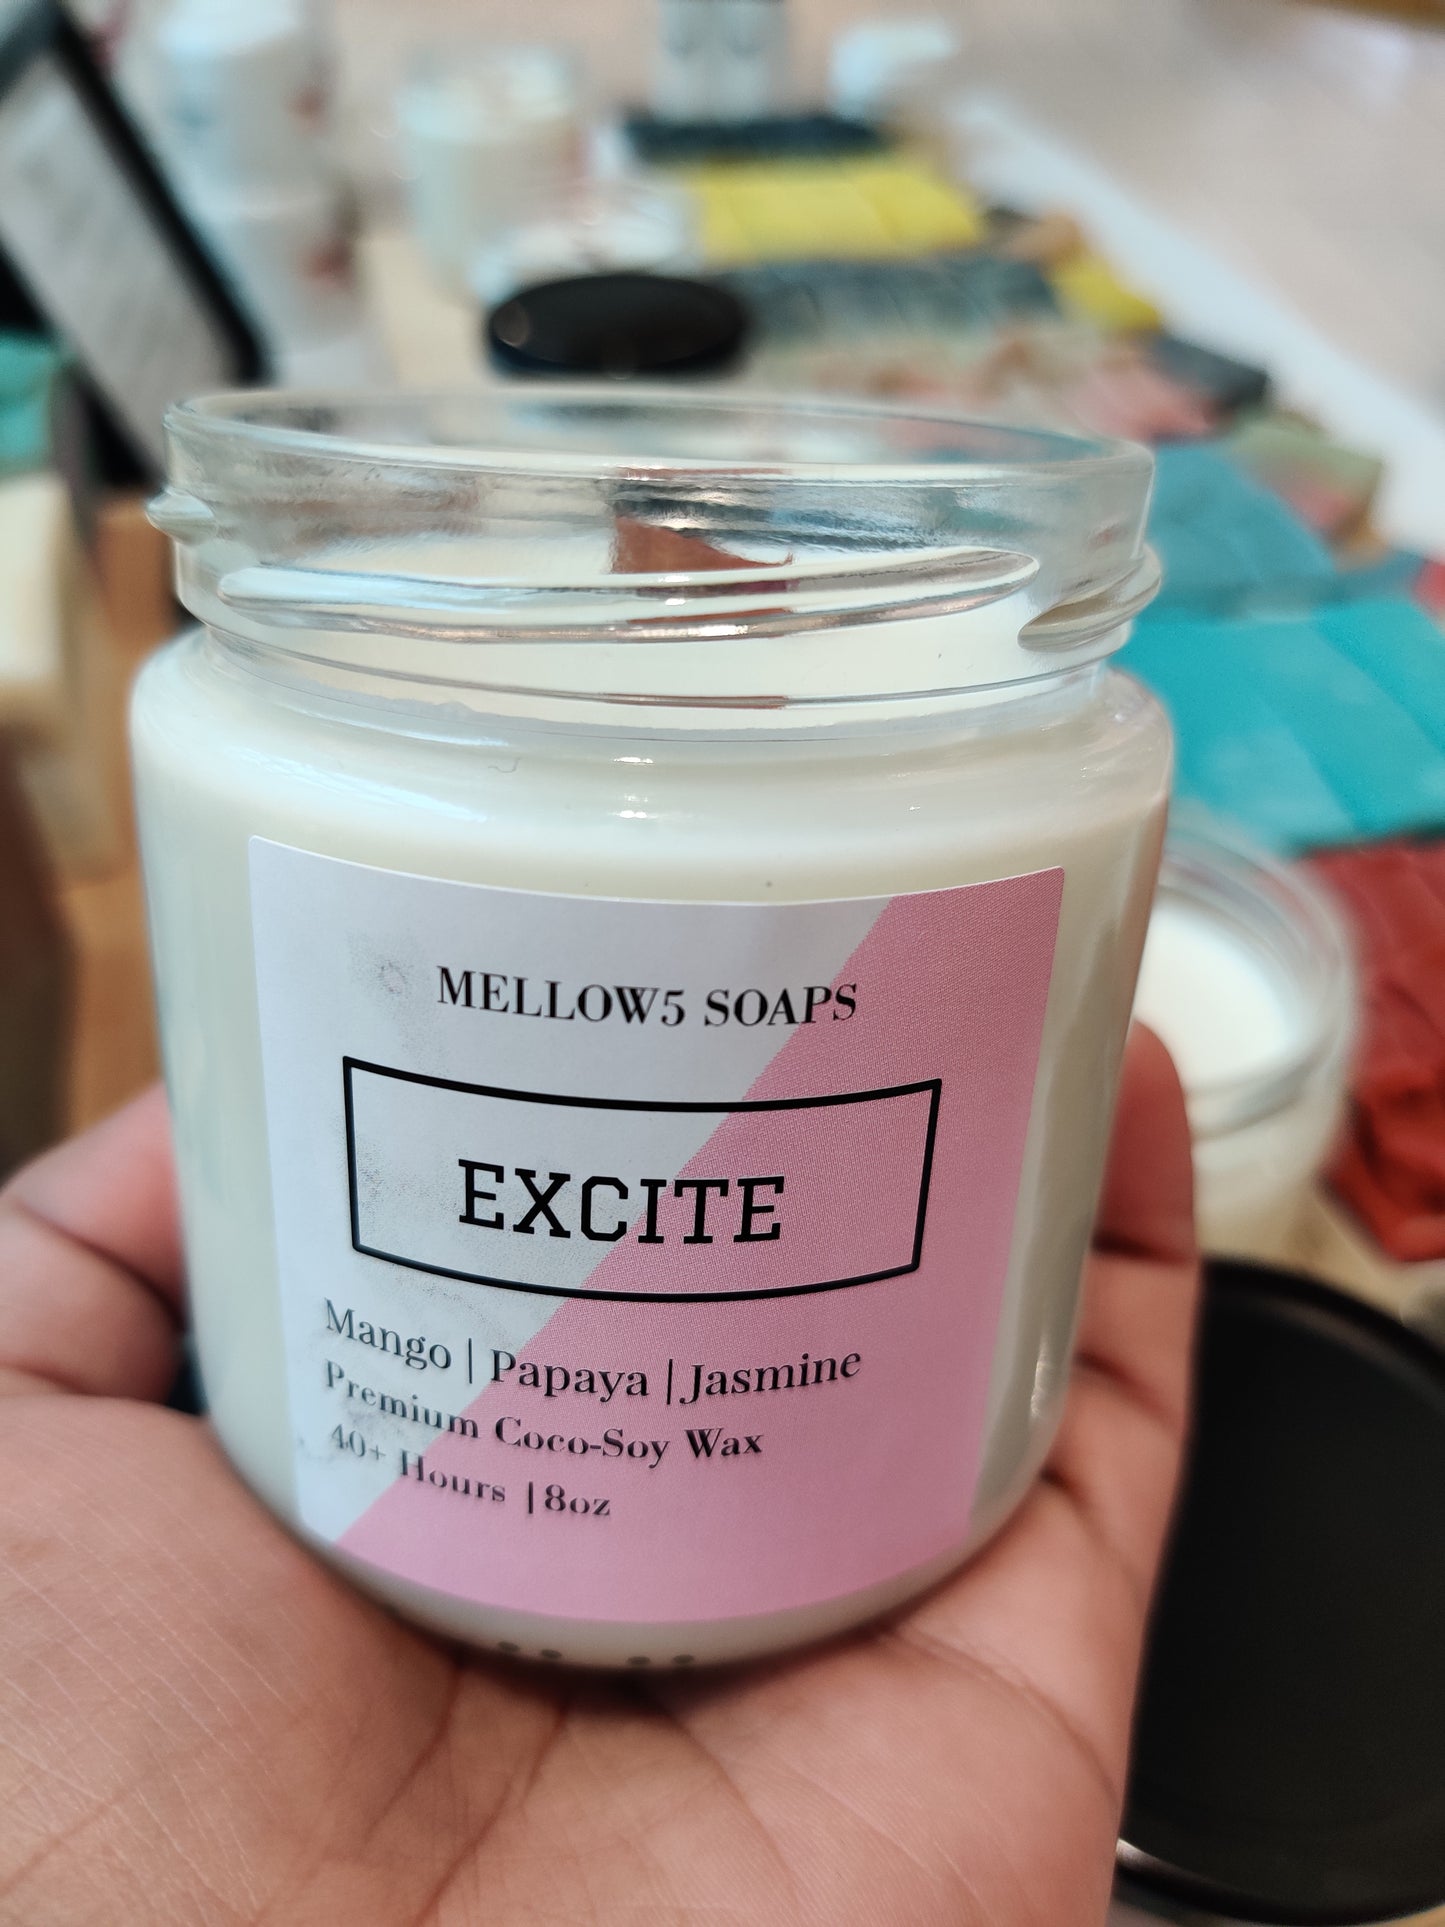 MELLOW5 SOAPS
EXCITE
Mango | Papaya | Jasmine
Premium Coco-Soy Wax
40+ Hours | 8oz